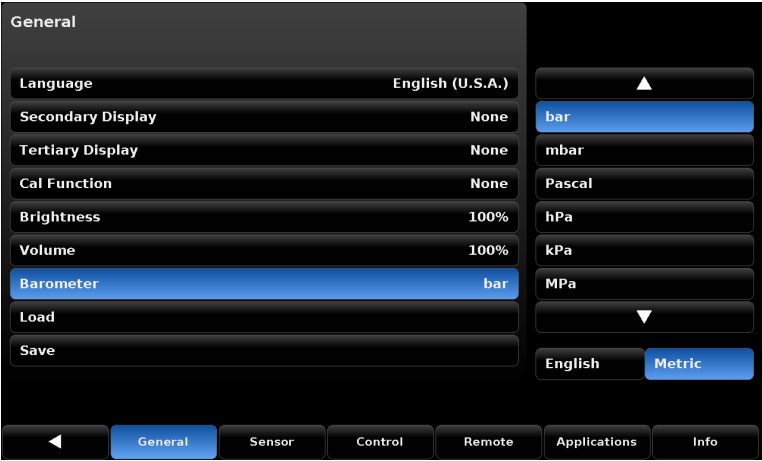 General
Language English (U.S.A.)
Secondary Display None
Tertiary Display None
Cal Function None
Brightness 100%
Volume 100%
Barometer bar
Load
Save
bar
mbar
Pascal
hPa
kPa
MPa
English Metric
General Sensor Control Remote Applications Info